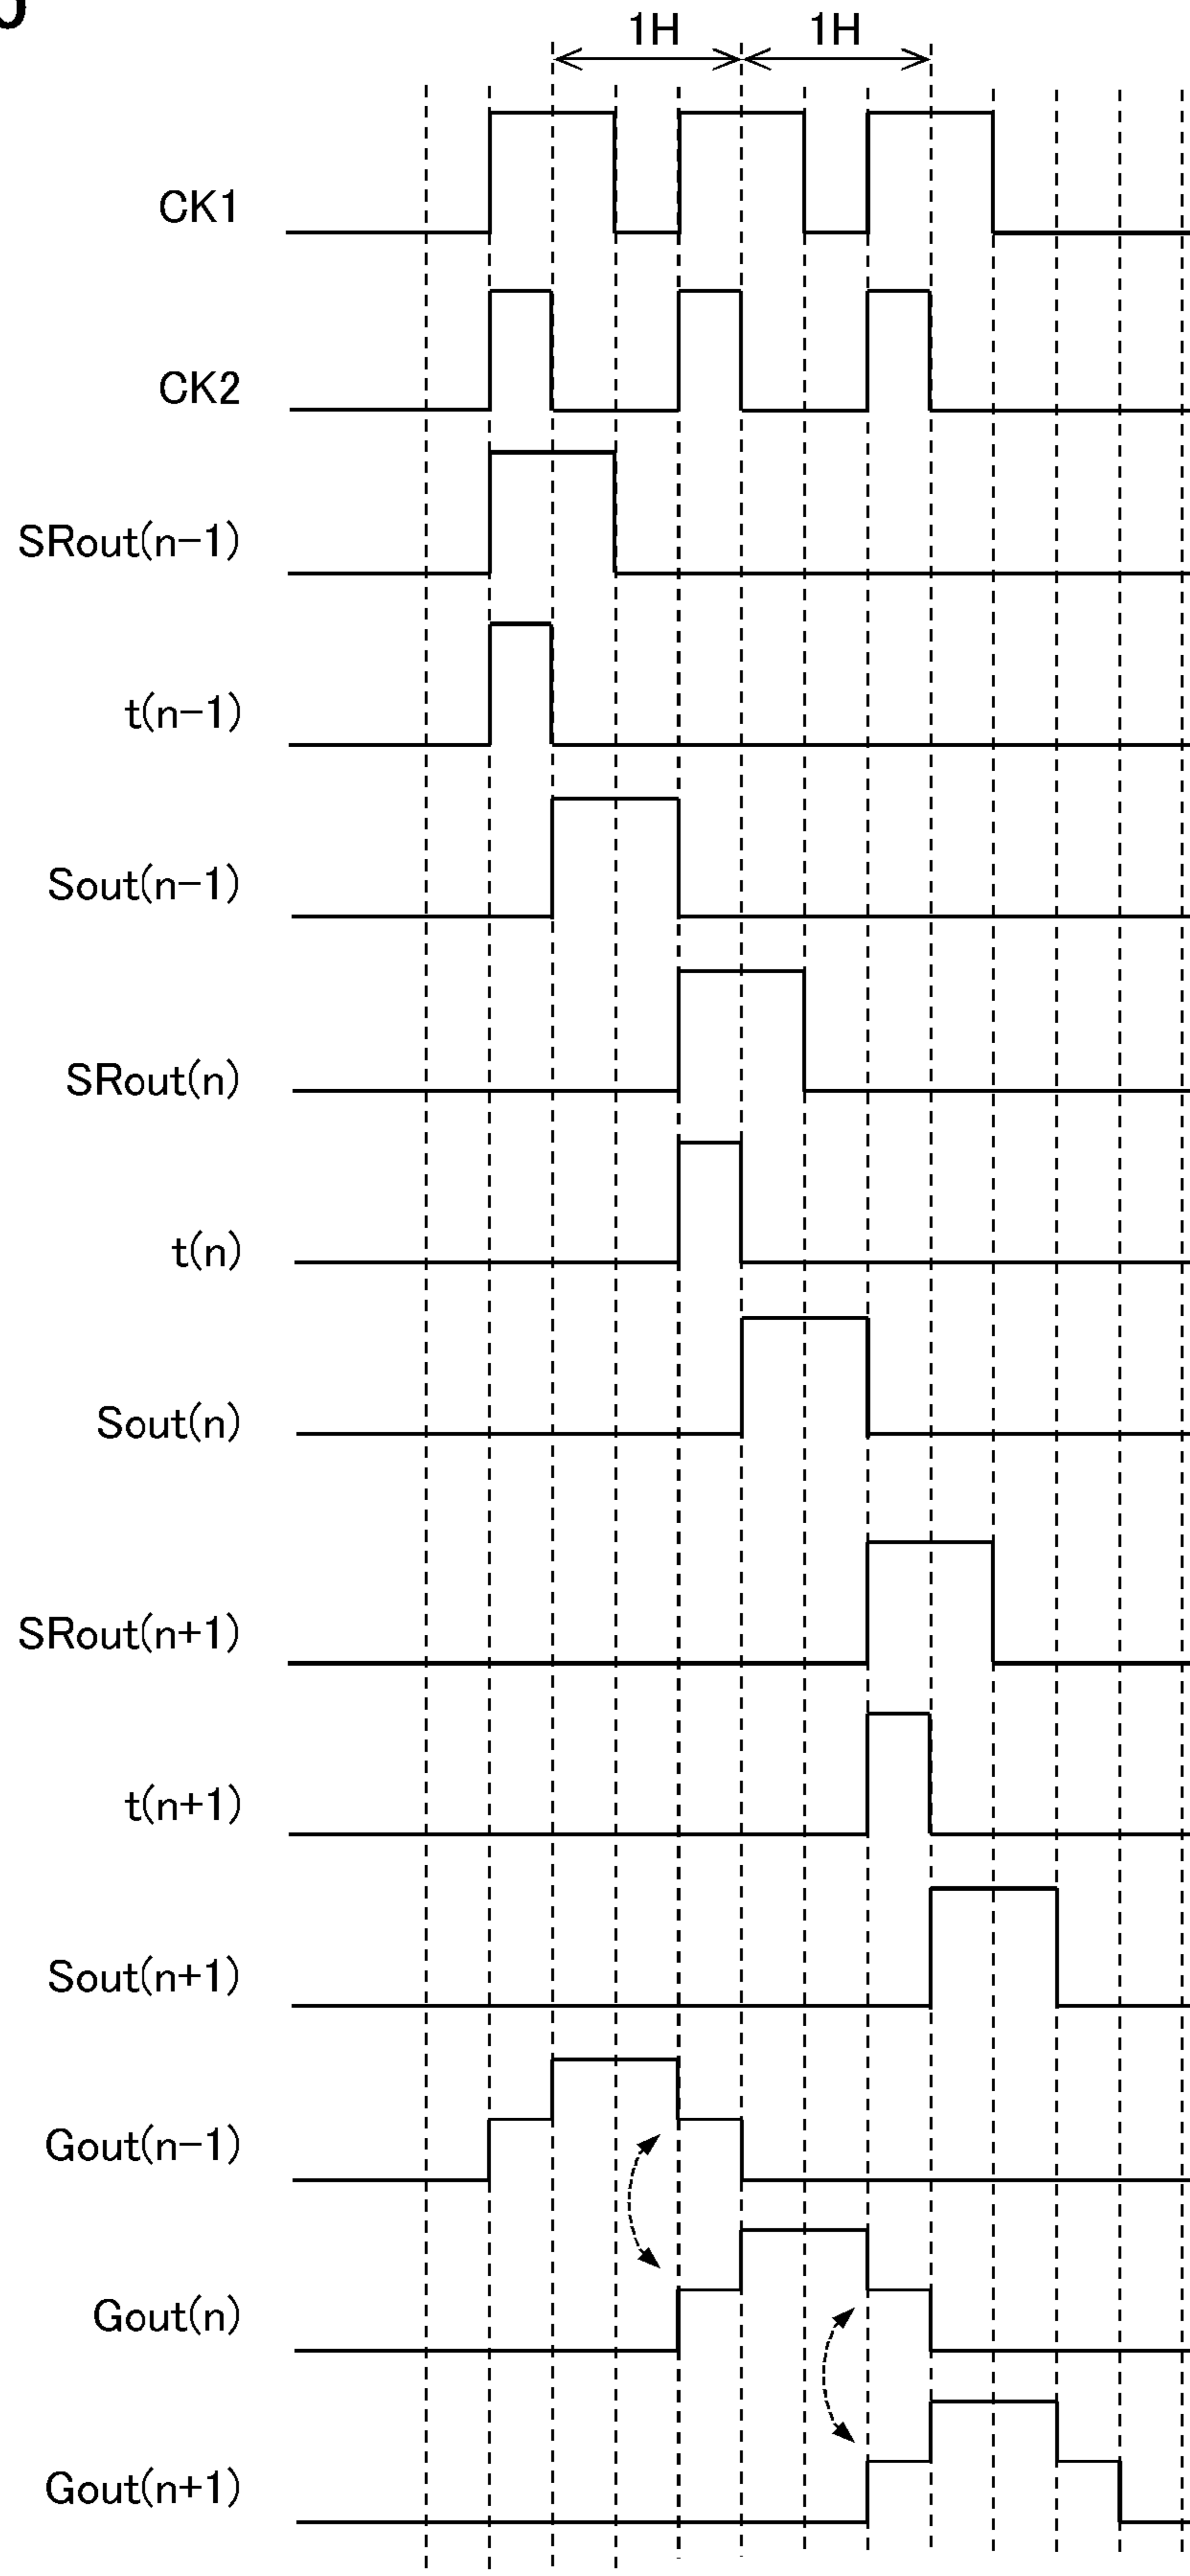 1H 1H
CK1
CK2
SRout(n-1)
t(n-1)
Sout(n-1)
SRout(n)
t(n)
Sout(n)
SRout(n+1)
t(n+1)
Sout(n+1)
Gout(n-1)
Gout(n)
Gout(n+1)